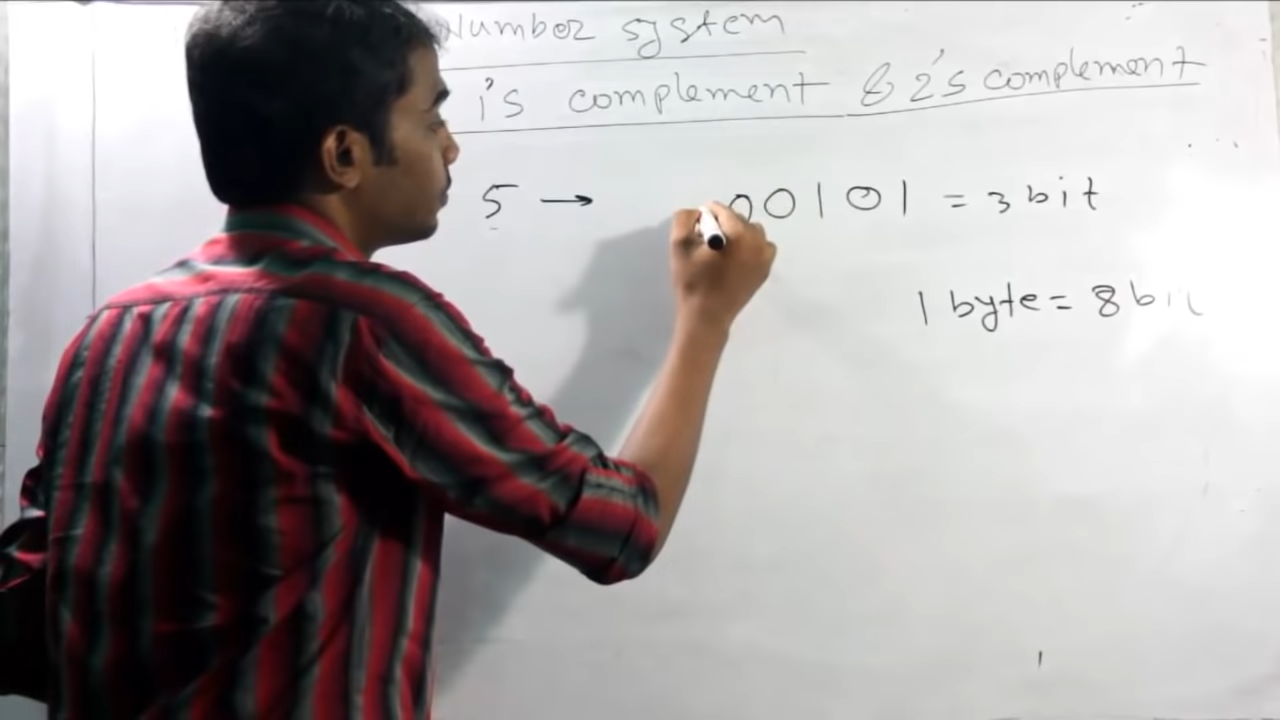 Number system
1's complement & 2's complement
5 → 00101 = 3 bit
1 byte = 8 bit